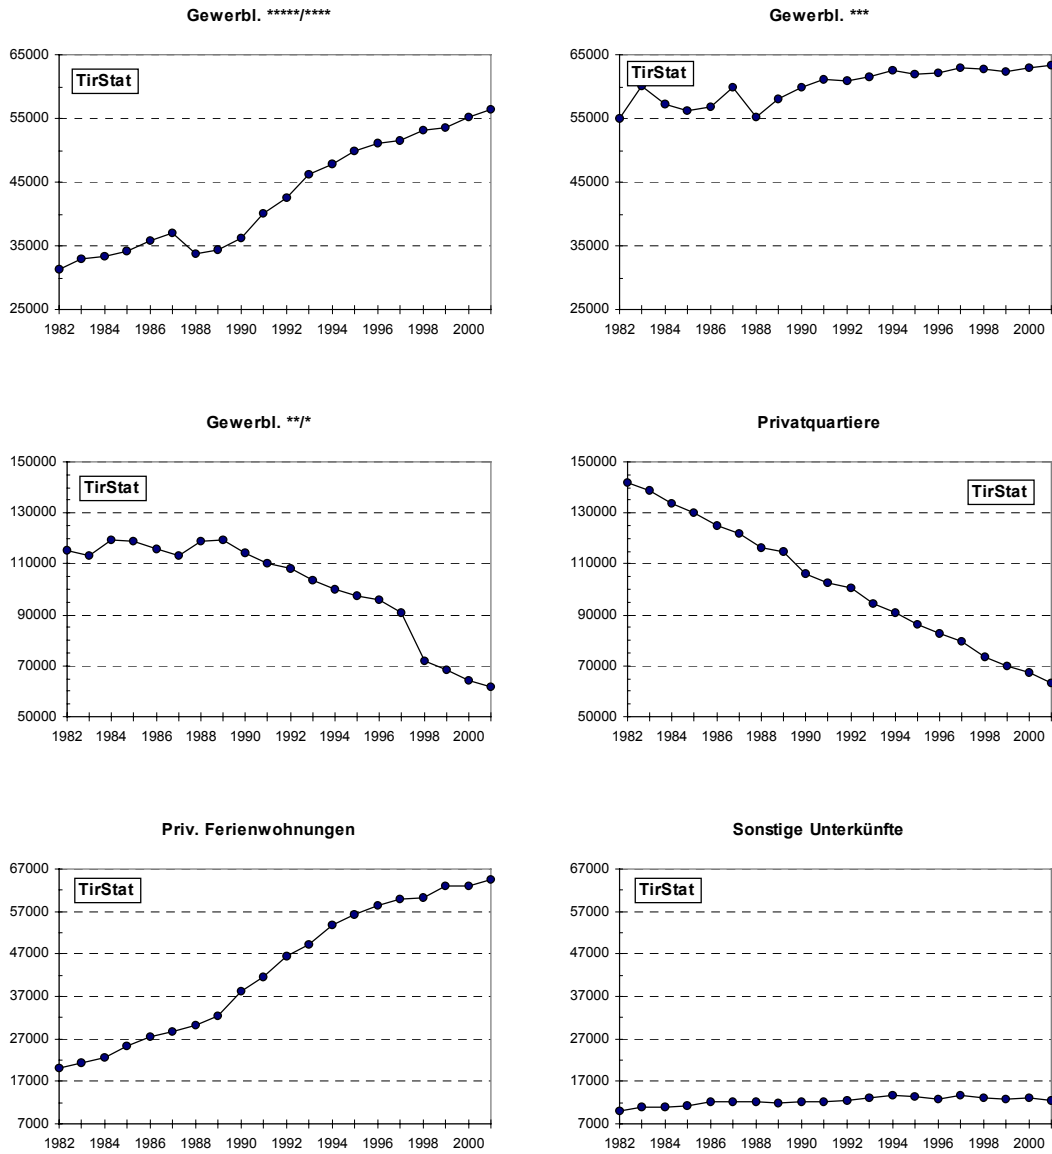 Gewerbl. *****/****
65000
TirStat
55000
45000
35000
25000
1982 1984 1986 1988 1990 1992 1994 1996 1998 2000
Gewerbl. ***
65000
TirStat
55000
45000
35000
25000
1982 1984 1986 1988 1990 1992 1994 1996 1998 2000
Gewerbl. **/*
150000
TirStat
130000
110000
90000
70000
50000
1982 1984 1986 1988 1990 1992 1994 1996 1998 2000
Privatquartiere
150000
TirStat
130000
110000
90000
70000
50000
1982 1984 1986 1988 1990 1992 1994 1996 1998 2000
Priv. Ferienwohnungen
67000
TirStat
57000
47000
37000
27000
17000
7000
1982 1984 1986 1988 1990 1992 1994 1996 1998 2000
Sonstige Unterkünfte
67000
TirStat
57000
47000
37000
27000
17000
7000
1982 1984 1986 1988 1990 1992 1994 1996 1998 2000